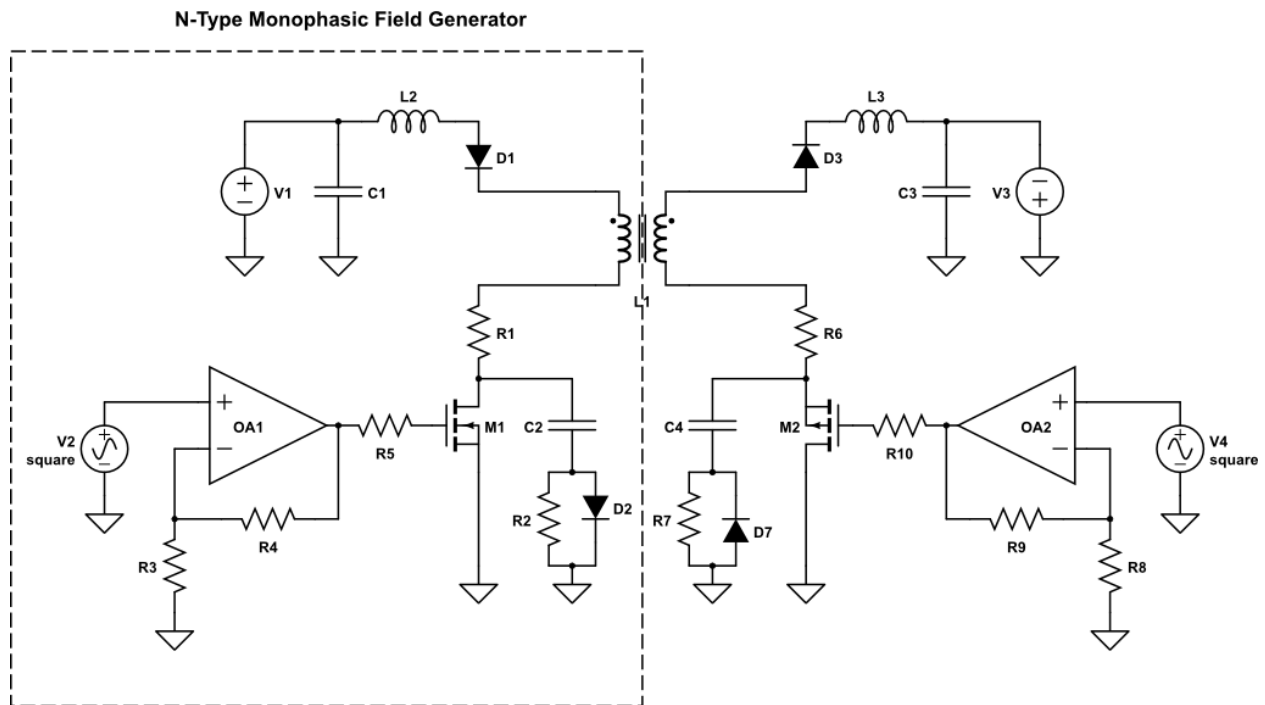 N-Type Monophasic Field Generator
L2
L3
D1
D3
+
−
V1
C1
C3
−
+
V3
L1
R1
R6
+
−
OA1
V2
square
+
−
R5
M1
C2
C4
M2
R10
+
−
OA2
+
−
V4
square
R4
R2
D2
R7
D7
R9
R3
R8